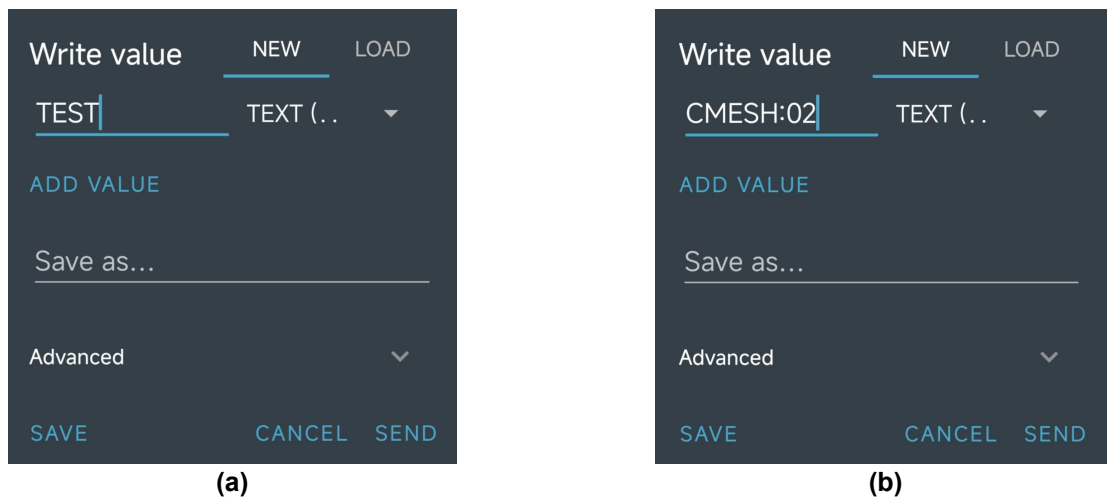 Write value NEW LOAD
TEST TEXT (. .
ADD VALUE
Save as...
Advanced
SAVE CANCEL SEND
(a)
Write value NEW LOAD
CMESH:02 TEXT (. .
ADD VALUE
Save as...
Advanced
SAVE CANCEL SEND
(b)